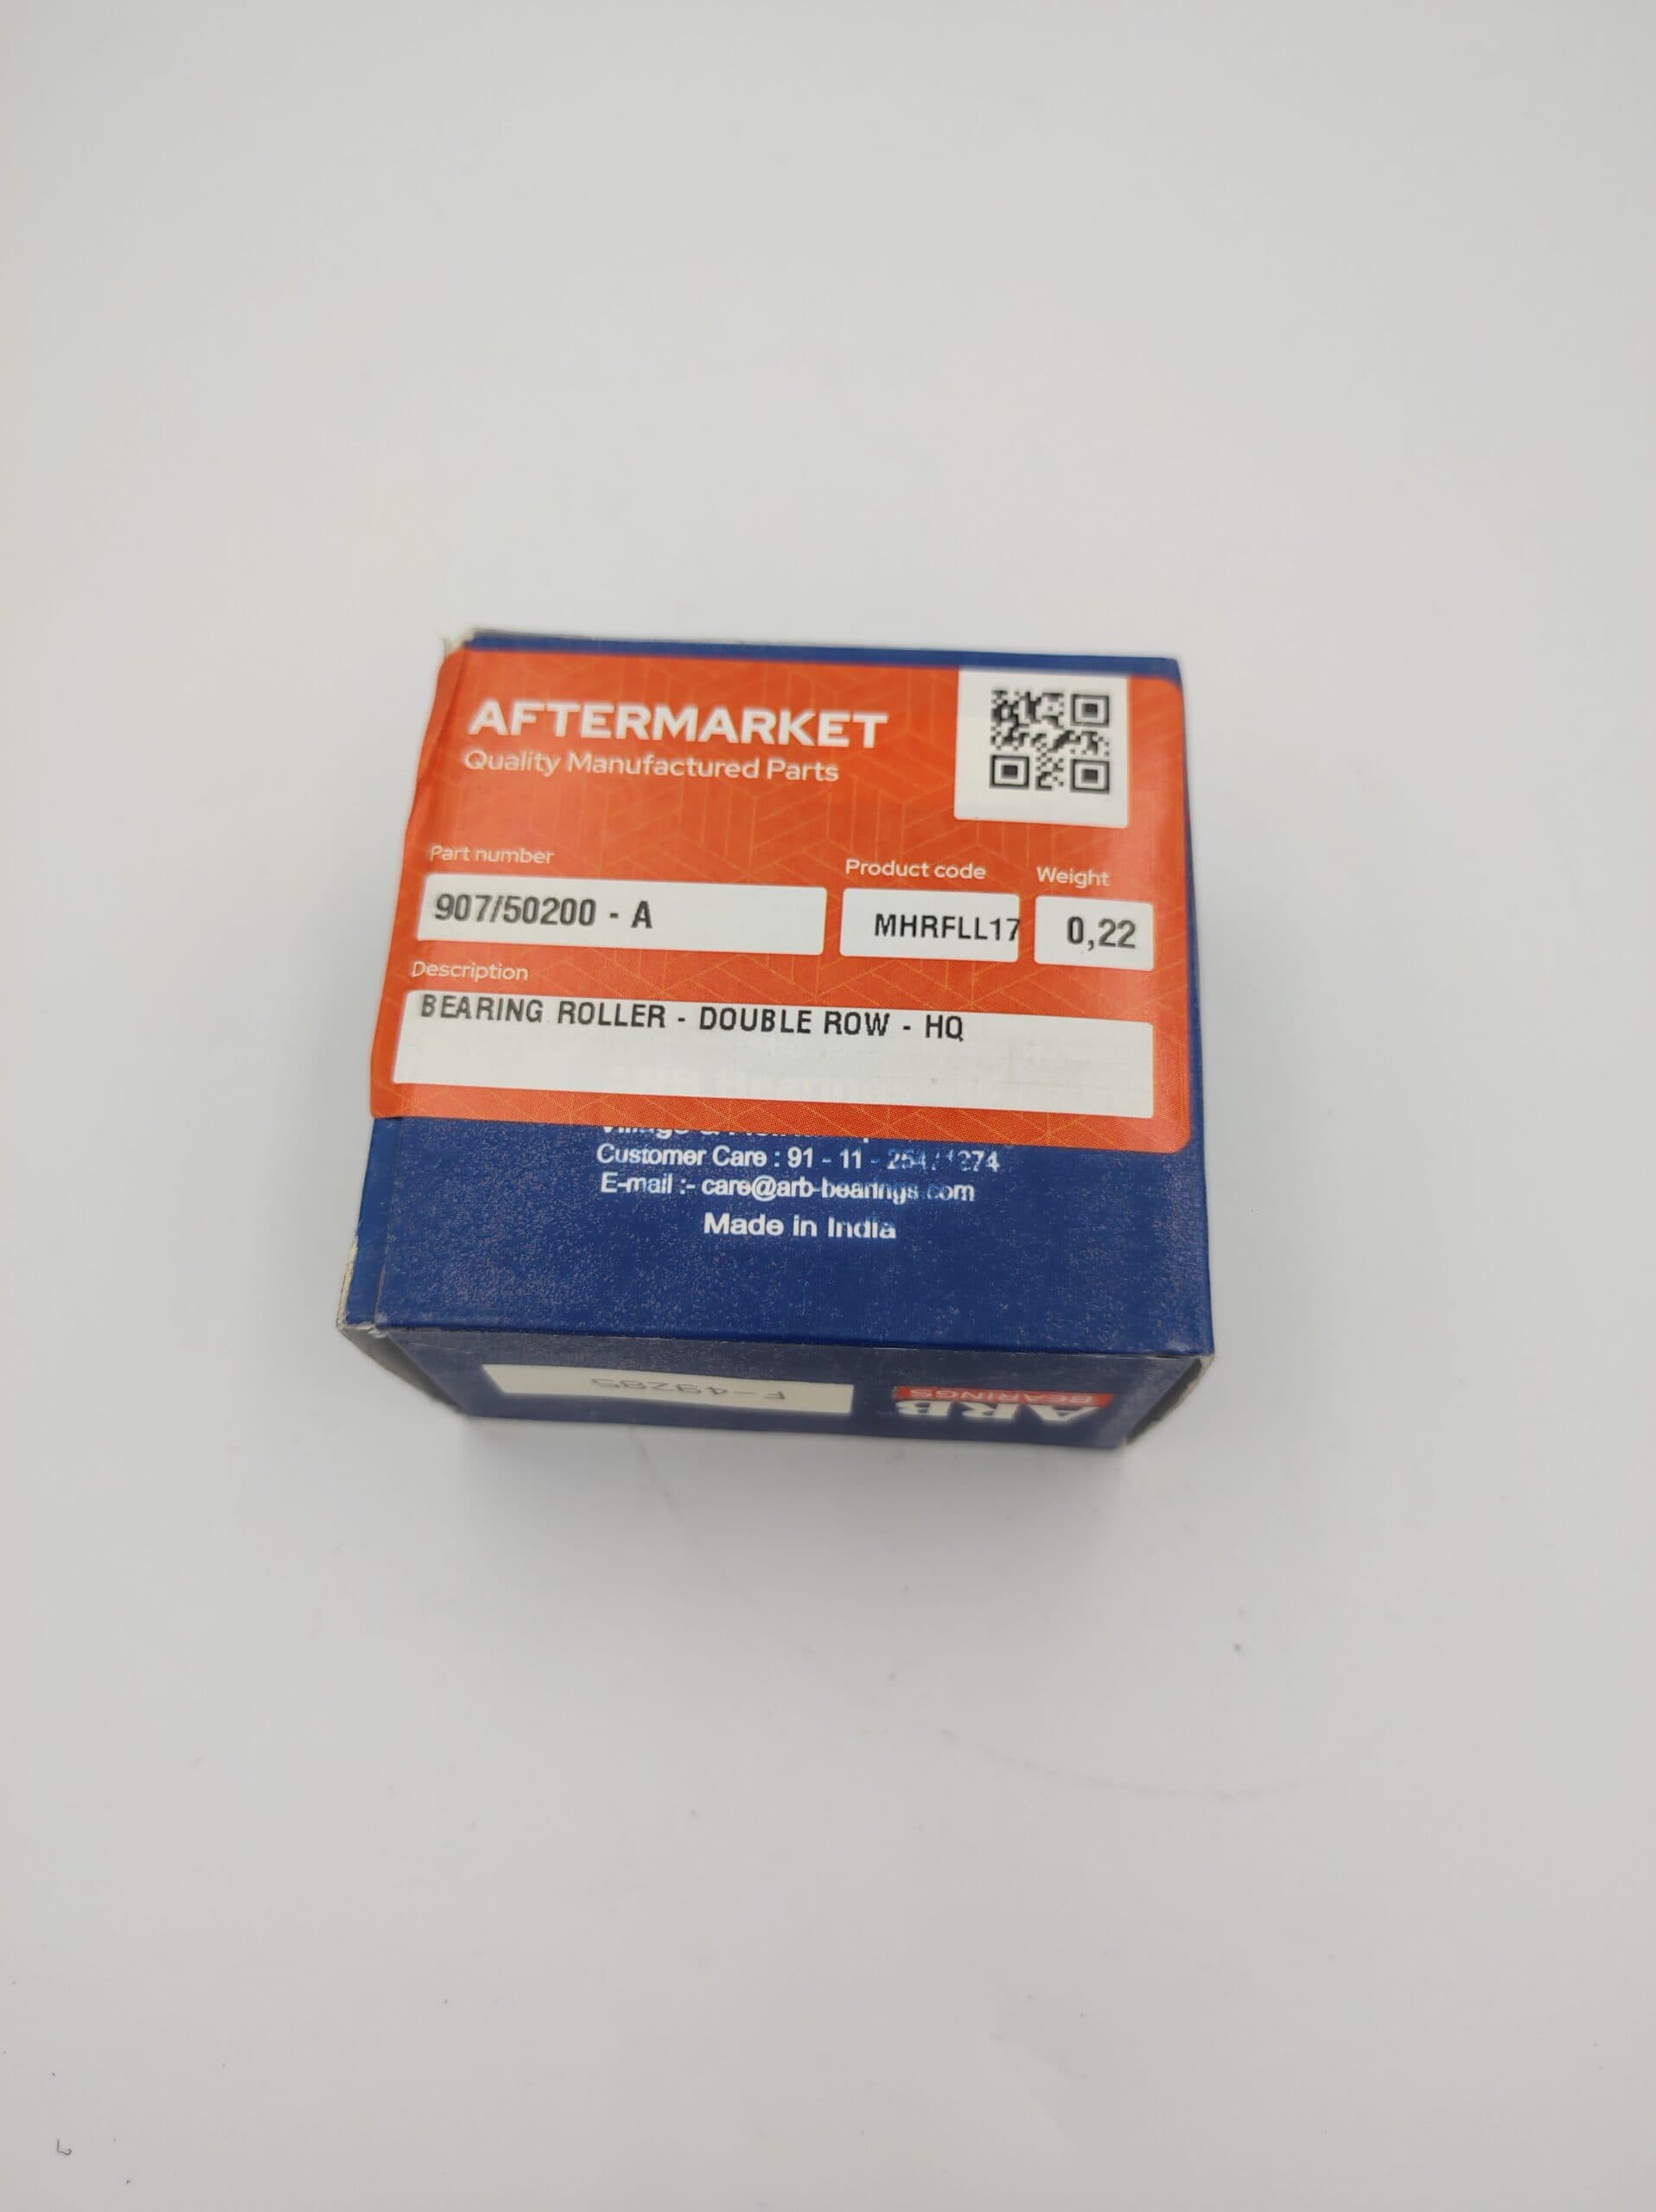 AFTERMARKET
Quality Manufactured Parts
Part number
Product code
Weight
907/50200 - A
MHRFLL17
0,22
Description
BEARING ROLLER - DOUBLE ROW - HQ
Customer Care : 91 - 11 -
E-mail :- care@arb-bearings.com
Made in India
F-49285
ARB
BEARINGS